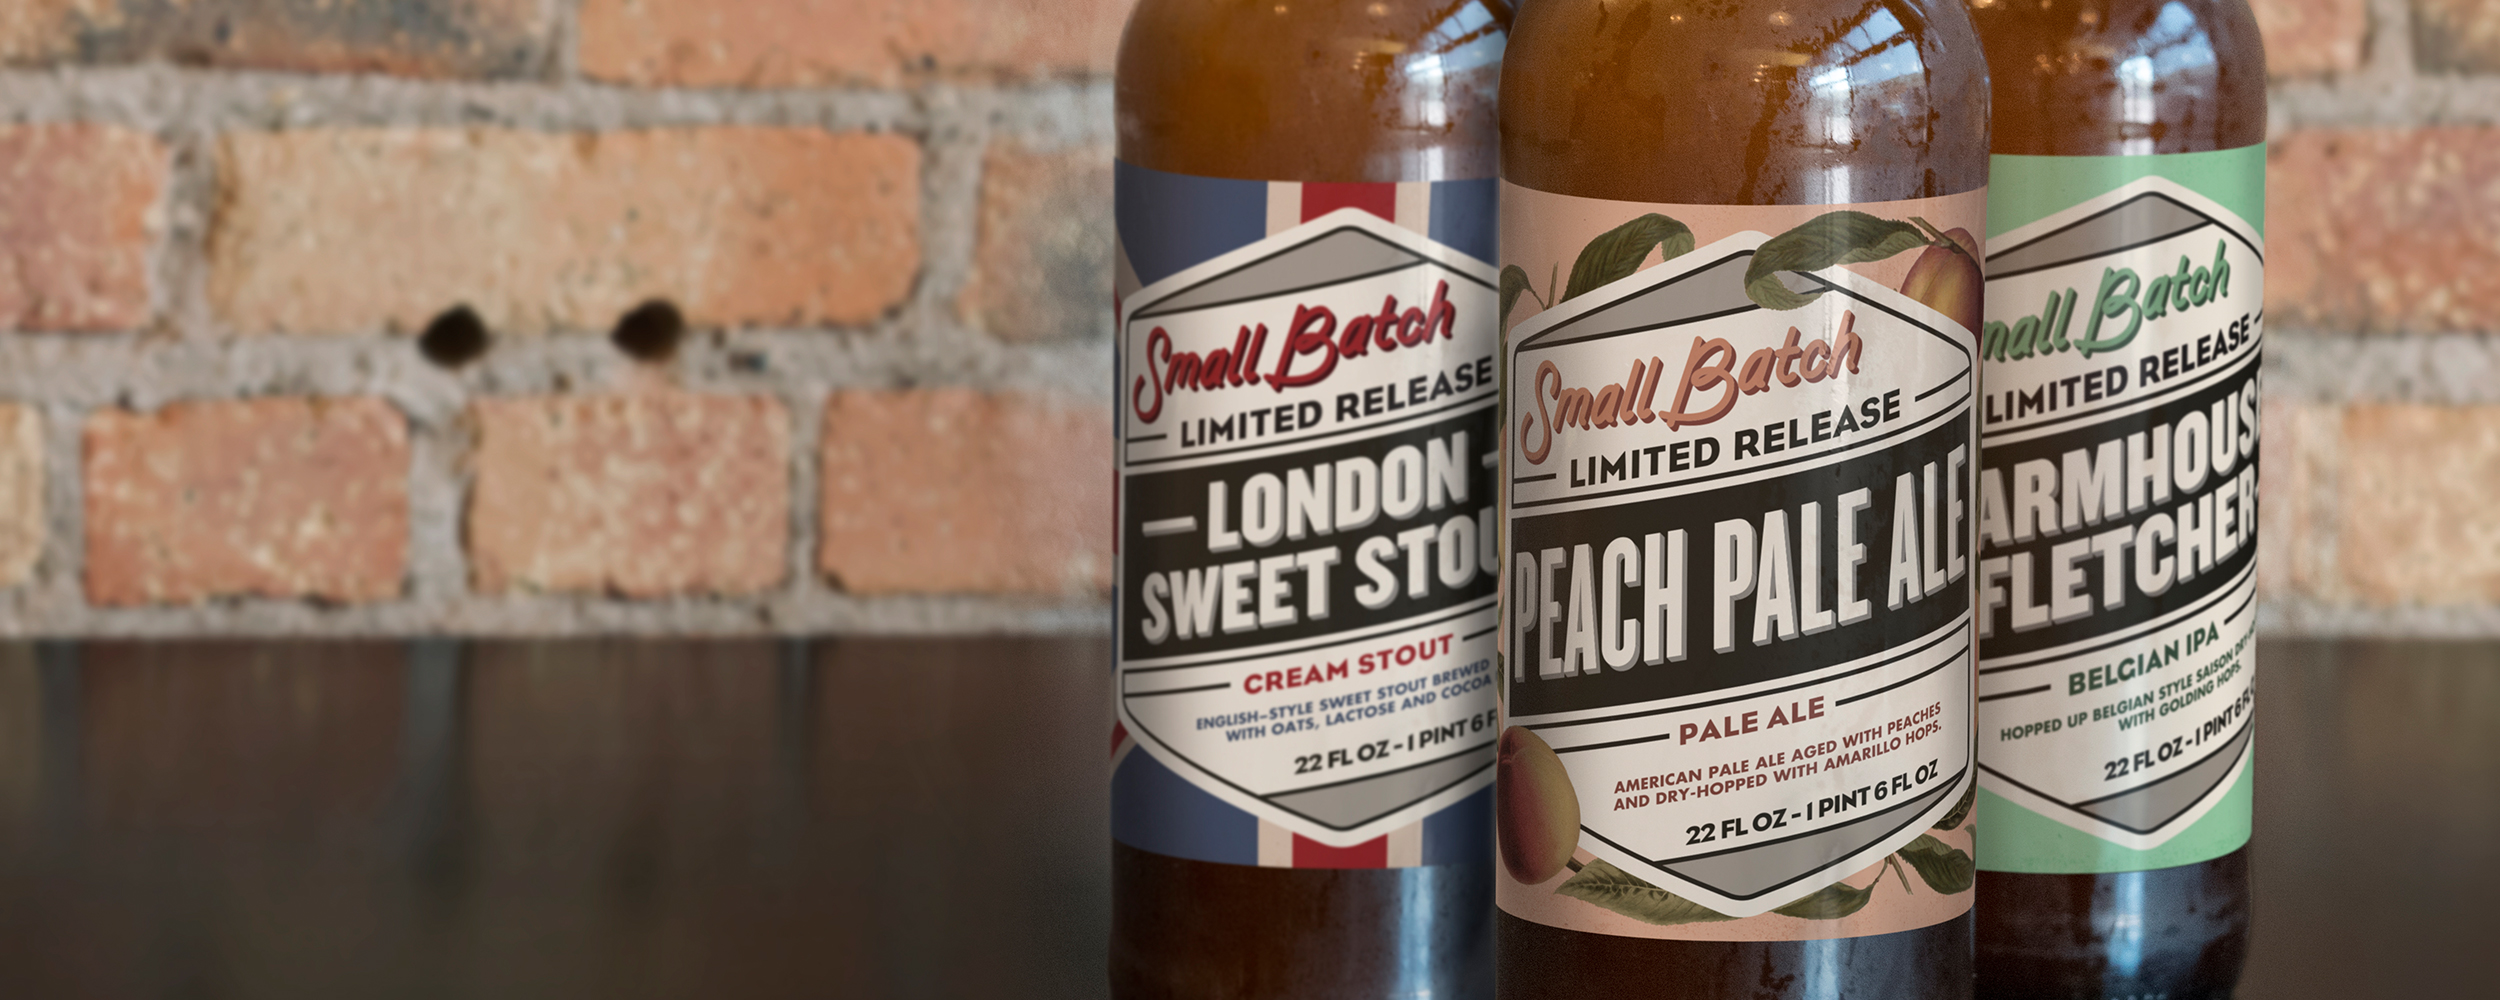 Small Batch
LIMITED RELEASE
LONDON
SWEET STOU
CREAM STOUT
ENGLISH-STYLE SWEET STOUT BREWED
WITH OATS, LACTOSE AND COCOA
22 FL OZ - 1 PINT 6 F
Small Batch
LIMITED RELEASE
PEACH PALE ALE
PALE ALE
AMERICAN PALE ALE AGED WITH PEACHES
AND DRY-HOPPED WITH AMARILLO HOPS.
22 FL OZ - 1 PINT 6 FL OZ
mall Batch
LIMITED RELEASE
ARMHOUSE
FLETCHER
BELGIAN IPA
HOPPED UP BELGIAN STYLE SAISON DRY
WITH GOLDING HOPS.
22 FL OZ - 1 PINT 6 FL